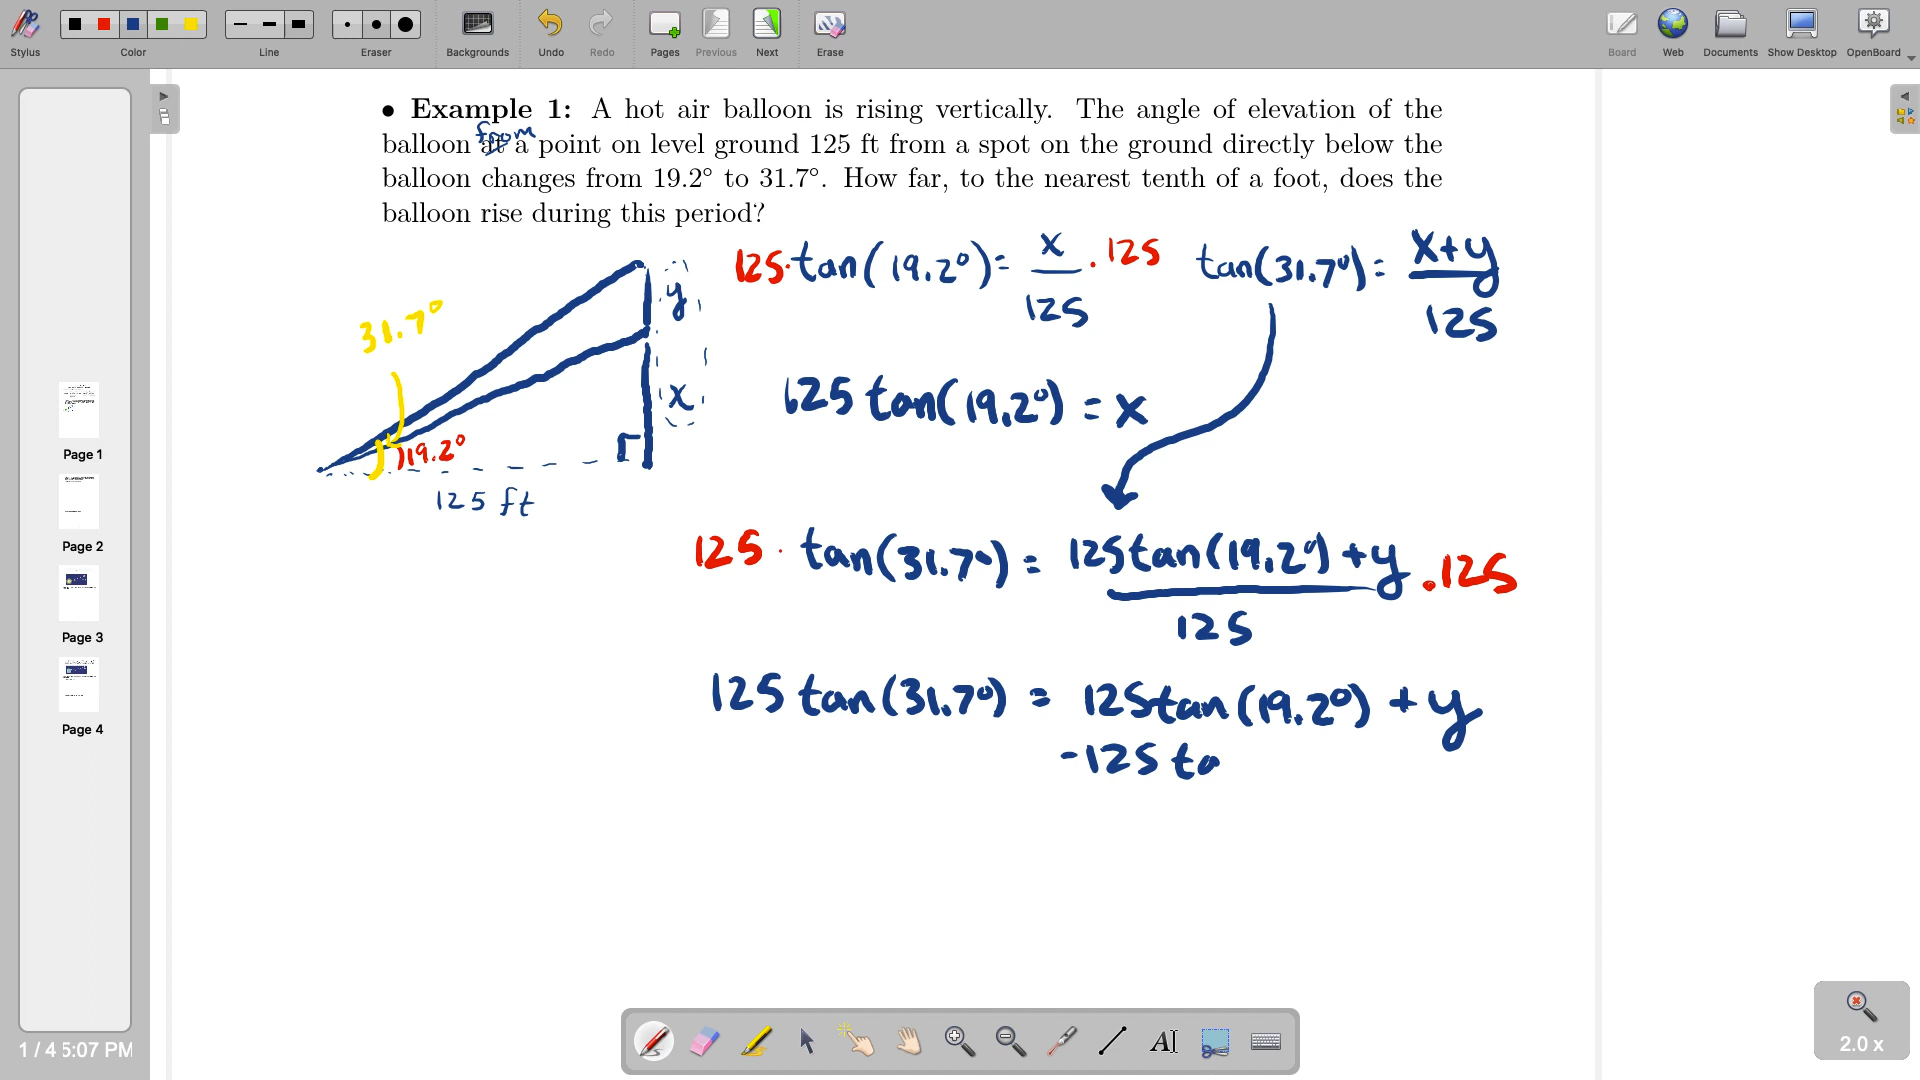 Stylus Color Line Eraser Backgrounds Undo Redo Pages Previous Next Erase Board Web Documents Show Desktop OpenBoard
• Example 1: A hot air balloon is rising vertically. The angle of elevation of the
from
balloon at a point on level ground 125 ft from a spot on the ground directly below the
balloon changes from 19.2° to 31.7°. How far, to the nearest tenth of a foot, does the
balloon rise during this period?
125·tan(19.2°)= x/125 ·125 tan(31.7°)= x+y/125
y
31.7°
x
19.2°
125 ft
125 tan(19.2°) = x
125 · tan(31.7°) = 125tan(19.2°)+y/125 ·125
125 tan(31.7°) = 125tan(19.2°) + y
-125 ta
Page 1
Page 2
Page 3
Page 4
1 / 4 5:07 PM
2.0 x